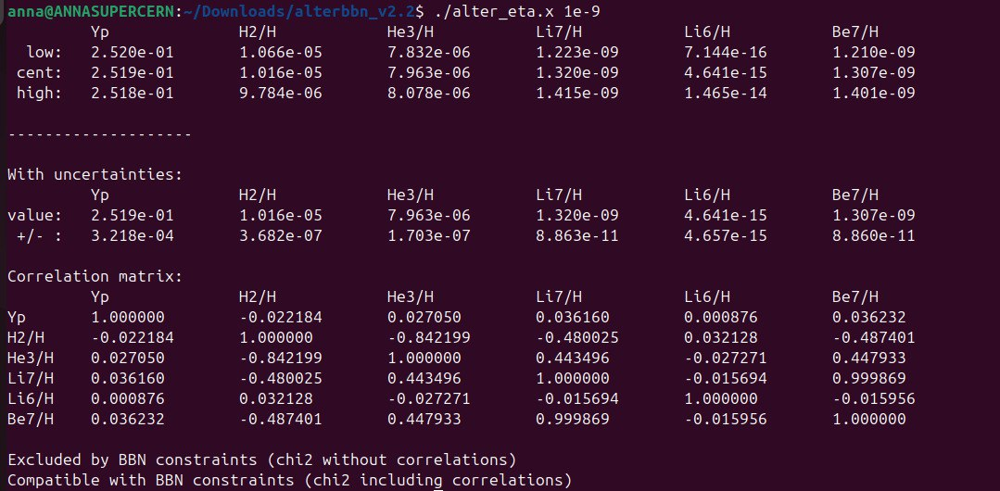 anna@ANNASUPERCERN:~/Downloads/alterbbn_v2.2$ ./alter_eta.x 1e-9
Yp H2/H He3/H Li7/H Li6/H Be7/H
low: 2.520e-01 1.066e-05 7.832e-06 1.223e-09 7.144e-16 1.210e-09
cent: 2.519e-01 1.016e-05 7.963e-06 1.320e-09 4.641e-15 1.307e-09
high: 2.518e-01 9.784e-06 8.078e-06 1.415e-09 1.465e-14 1.401e-09
--------------------
With uncertainties:
Yp H2/H He3/H Li7/H Li6/H Be7/H
value: 2.519e-01 1.016e-05 7.963e-06 1.320e-09 4.641e-15 1.307e-09
+/- : 3.218e-04 3.682e-07 1.703e-07 8.863e-11 4.657e-15 8.860e-11
Correlation matrix:
Yp H2/H He3/H Li7/H Li6/H Be7/H
Yp 1.000000 -0.022184 0.027050 0.036160 0.000876 0.036232
H2/H -0.022184 1.000000 -0.842199 -0.480025 0.032128 -0.487401
He3/H 0.027050 -0.842199 1.000000 0.443496 -0.027271 0.447933
Li7/H 0.036160 -0.480025 0.443496 1.000000 -0.015694 0.999869
Li6/H 0.000876 0.032128 -0.027271 -0.015694 1.000000 -0.015956
Be7/H 0.036232 -0.487401 0.447933 0.999869 -0.015956 1.000000
Excluded by BBN constraints (chi2 without correlations)
Compatible with BBN constraints (chi2 including correlations)